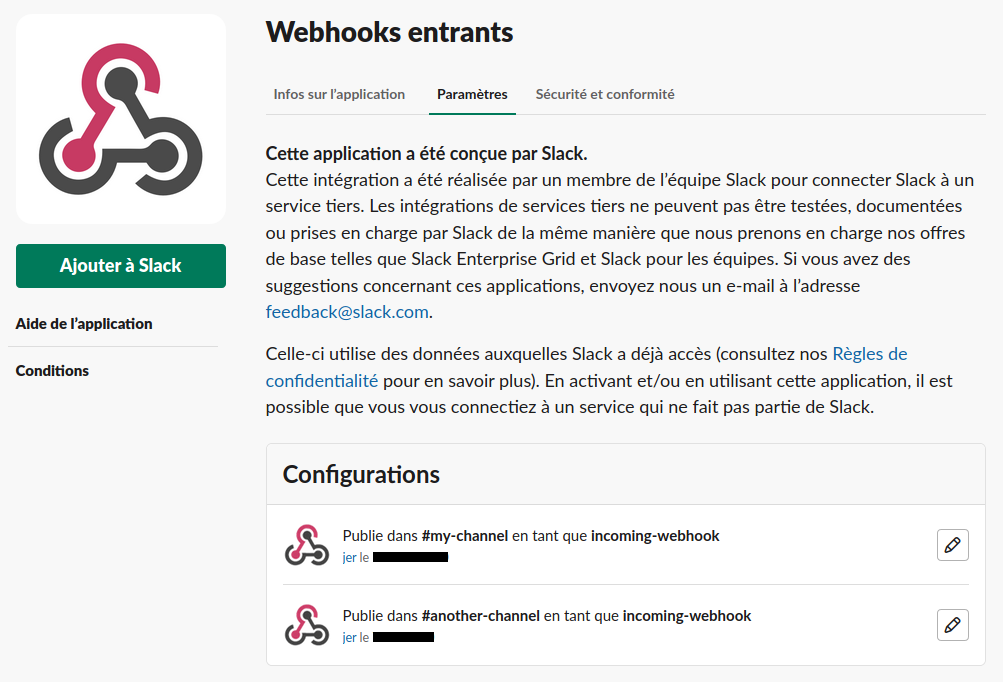 Webhooks entrants
Infos sur l'application
Paramètres
Sécurité et conformité
Cette application a été conçue par Slack.
Cette intégration a été réalisée par un membre de l'équipe Slack pour connecter Slack à un
service tiers. Les intégrations de services tiers ne peuvent pas être testées, documentées
ou prises en charge par Slack de la même manière que nous prenons en charge nos offres
de base telles que Slack Enterprise Grid et Slack pour les équipes. Si vous avez des
suggestions concernant ces applications, envoyez nous un e-mail à l'adresse
feedback@slack.com.
Celle-ci utilise des données auxquelles Slack a déjà accès (consultez nos Règles de
confidentialité pour en savoir plus). En activant et/ou en utilisant cette application, il est
possible que vous vous connectiez à un service qui ne fait pas partie de Slack.
Ajouter à Slack
Aide de l'application
Conditions
Configurations
Publie dans #my-channel en tant que incoming-webhook
jer le
Publie dans #another-channel en tant que incoming-webhook
jer le